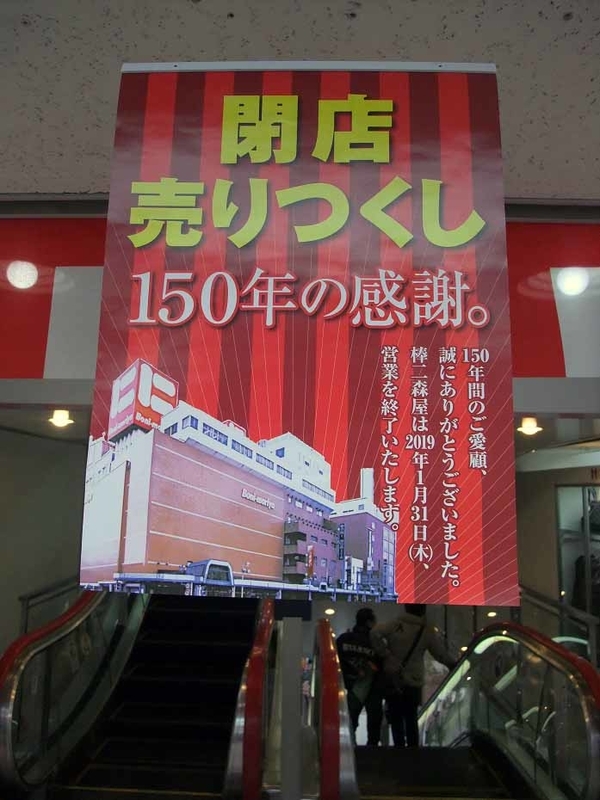 閉店
売りつくし
150年の感謝。
150年間のご愛顧、
誠にありがとうございました。
棒二森屋は2019年1月31日(木)、
営業を終了いたします。
Boni-moriya